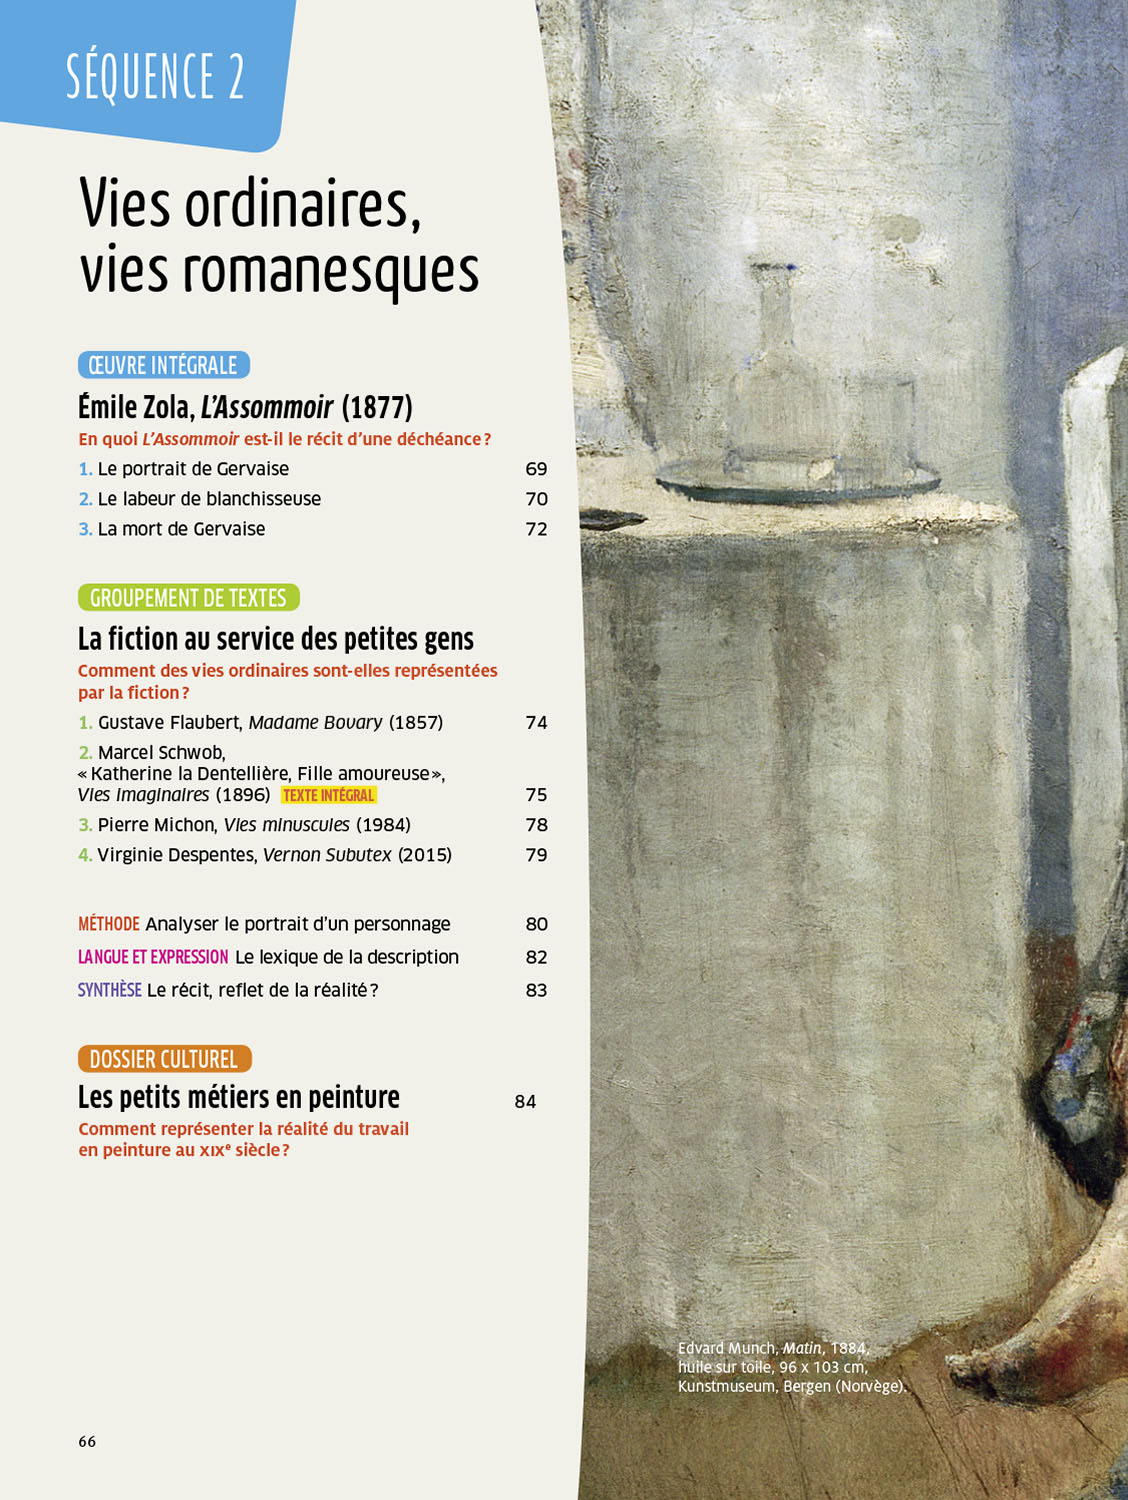 SÉQUENCE 2
Vies ordinaires,
vies romanesques
ŒUVRE INTÉGRALE
Émile Zola, L’Assommoir (1877)
En quoi L’Assommoir est-il le récit d’une déchéance ?
1. Le portrait de Gervaise 69
2. Le labeur de blanchisseuse 70
3. La mort de Gervaise 72
GROUPEMENT DE TEXTES
La fiction au service des petites gens
Comment des vies ordinaires sont-elles représentées
par la fiction ?
1. Gustave Flaubert, Madame Bovary (1857) 74
2. Marcel Schwob,
« Katherine la Dentellière, Fille amoureuse »,
Vies imaginaires (1896) TEXTE INTÉGRAL 75
3. Pierre Michon, Vies minuscules (1984) 78
4. Virginie Despentes, Vernon Subutex (2015) 79
MÉTHODE Analyser le portrait d’un personnage 80
LANGUE ET EXPRESSION Le lexique de la description 82
SYNTHÈSE Le récit, reflet de la réalité ? 83
DOSSIER CULTUREL
Les petits métiers en peinture 84
Comment représenter la réalité du travail
en peinture au XIXe siècle ?
Edvard Munch, Matin, 1884,
huile sur toile, 96 x 103 cm,
Kunstmuseum, Bergen (Norvège).
66